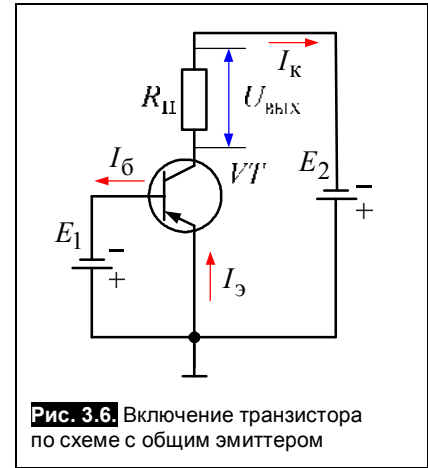 Iк
Rн Uвых
Iб VT E2 −
+
E1 −
+ Iэ
Рис. 3.6. Включение транзистора
по схеме с общим эмиттером